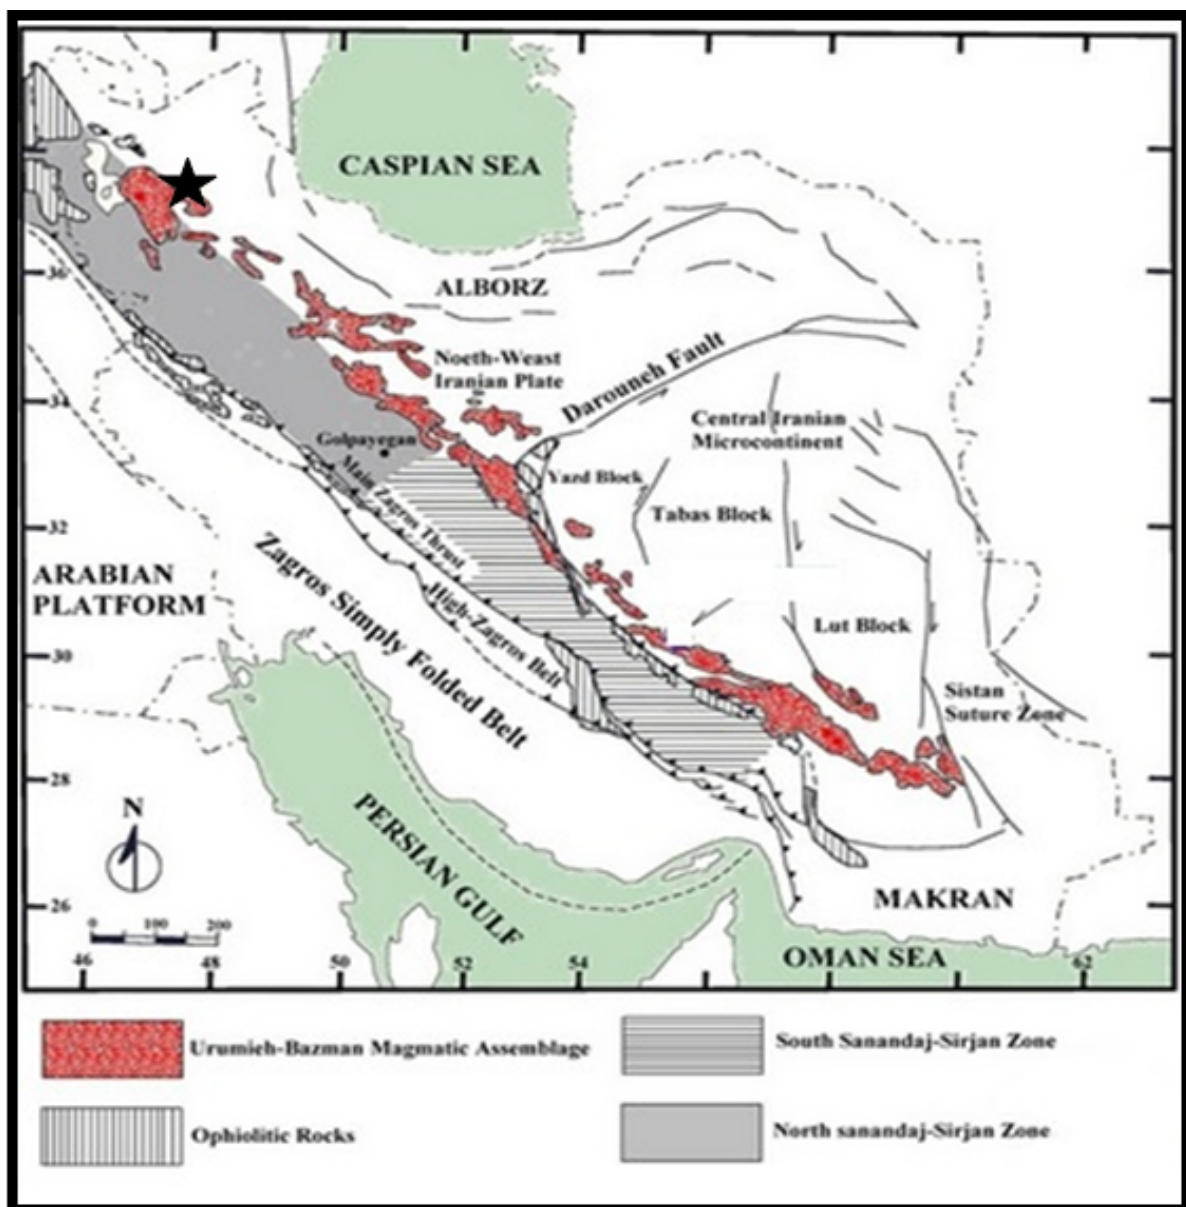 CASPIAN SEA
36
ALBORZ
Noeth-Weast
Iranian Plate
Darouneh Fault
34
Central Iranian
Microcontinent
Golpayegan
Main Zagros Thrust
Yazd Block
Tabas Block
32
ARABIAN
PLATFORM
Zagros Simply Folded Belt
High-Zagros Belt
Lut Block
30
Sistan
Suture Zone
28
N
PERSIAN GULF
MAKRAN
26
0 100 200
OMAN SEA
46 48 50 52 54 62
Urumieh-Bazman Magmatic Assemblage
South Sanandaj-Sirjan Zone
Ophiolitic Rocks
North sanandaj-Sirjan Zone